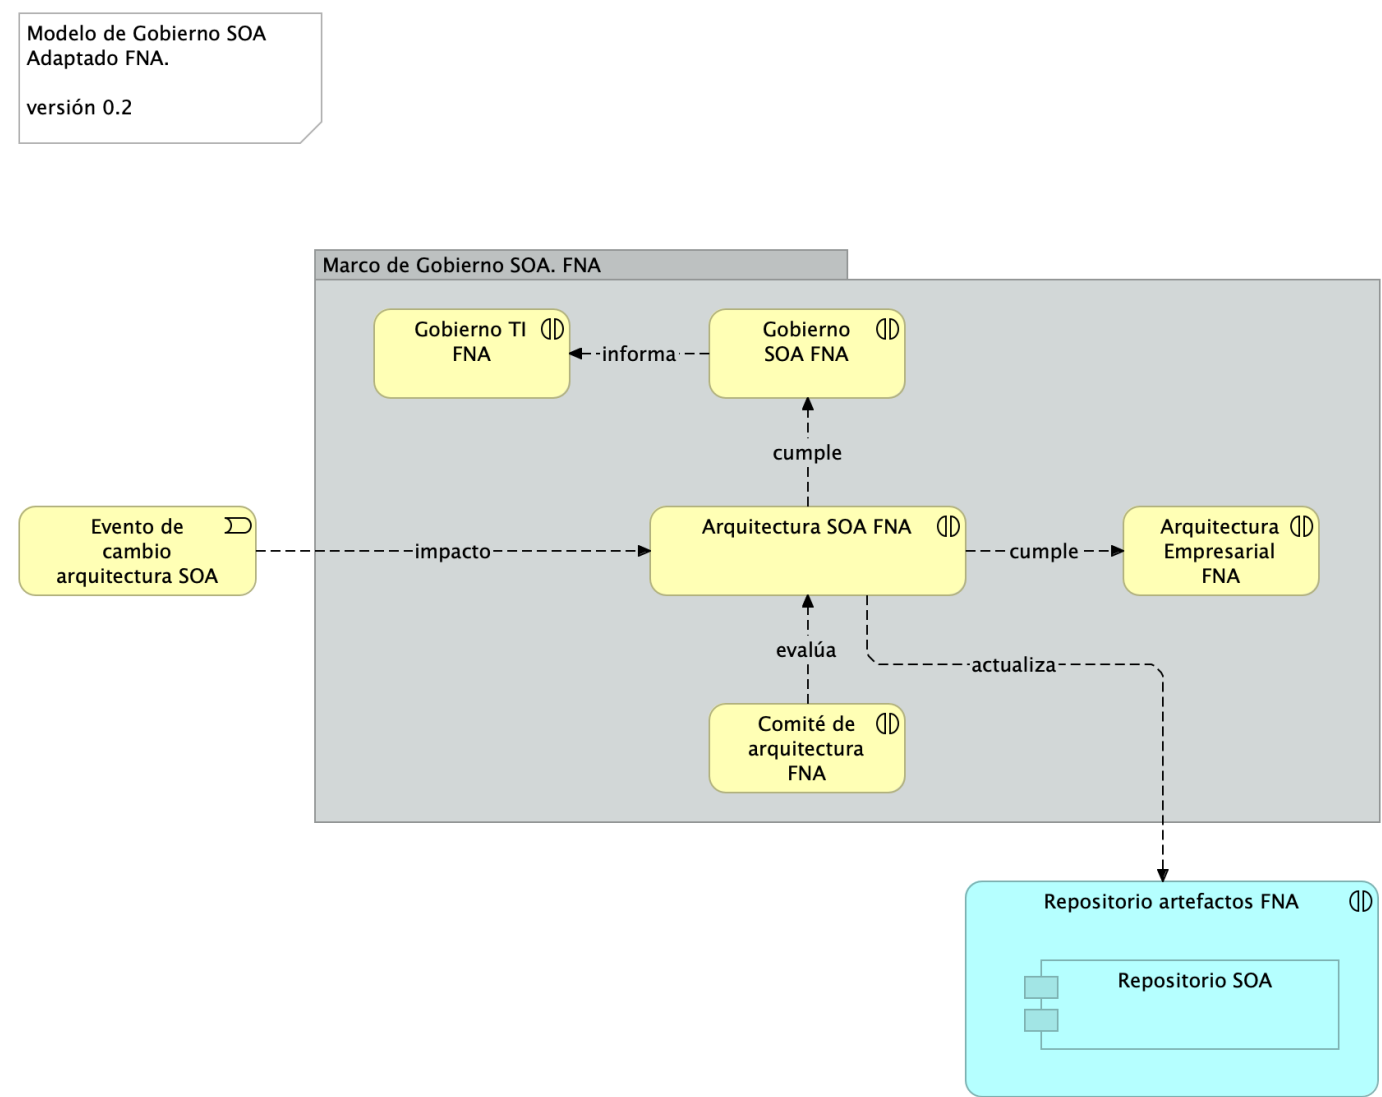 Modelo de Gobierno SOA
Adaptado FNA.
versión 0.2
Marco de Gobierno SOA. FNA
Gobierno TI
FNA
informa
Gobierno
SOA FNA
cumple
Evento de
cambio
arquitectura SOA
impacto
Arquitectura SOA FNA
cumple
Arquitectura
Empresarial
FNA
evalúa
actualiza
Comité de
arquitectura
FNA
Repositorio artefactos FNA
Repositorio SOA